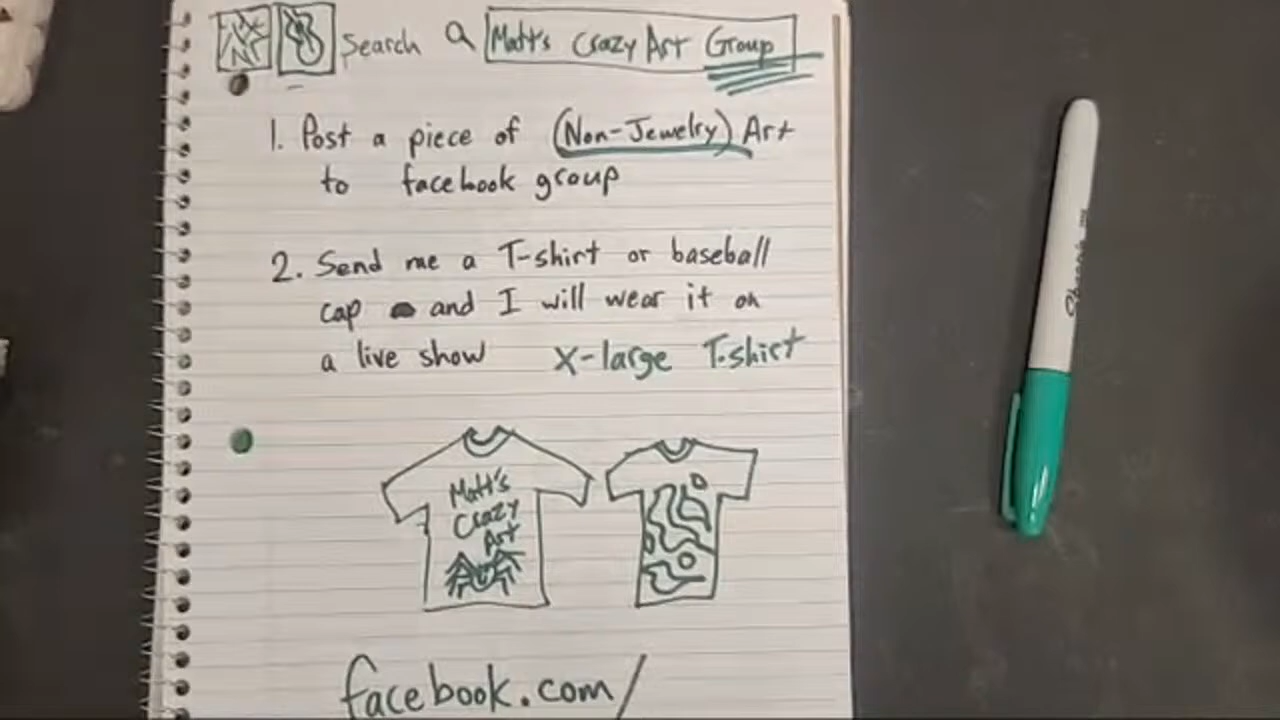 Search Matt's Crazy Art Group
1. Post a piece of (Non-Jewelry) Art
to facebook group
2. Send me a T-shirt or baseball
cap and I will wear it on
a live show X-large T-shirt
Matt's
Crazy
Art
facebook.com/
Sharpie